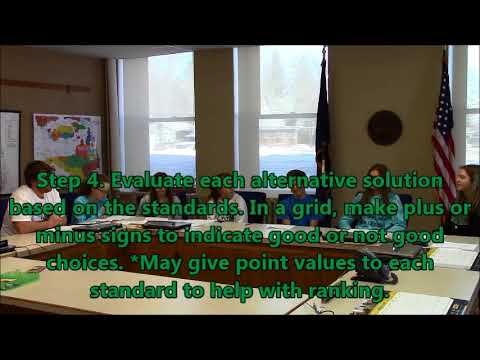 Step 4. Evaluate each alternative solution
based on the standards. In a grid, make plus or
minus signs to indicate good or not good
choices. *May give point values to each
standard to help with ranking.